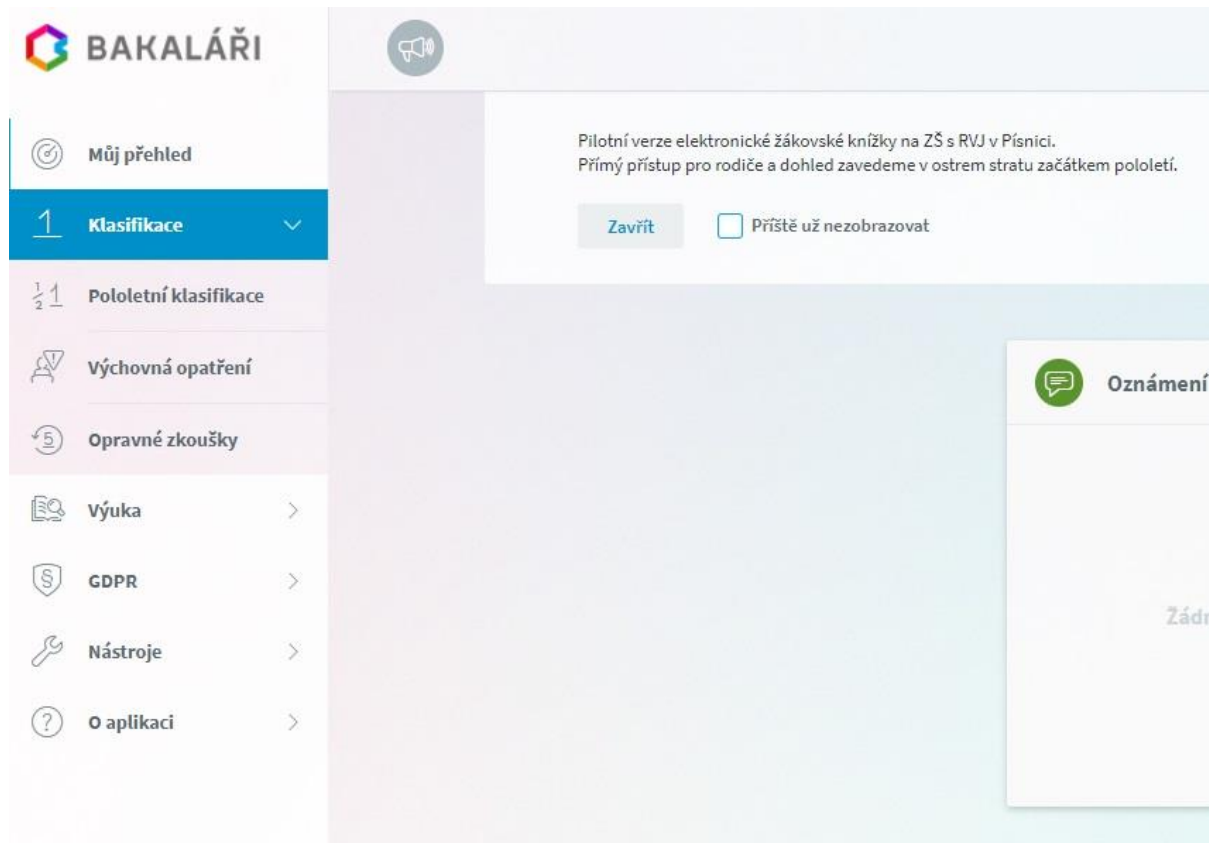 BAKALÁŘI
Můj přehled
1 Klasifikace
Pololetní klasifikace
Výchovná opatření
5 Opravné zkoušky
Výuka
§ GDPR
Nástroje
? O aplikaci
Pilotní verze elektronické žákovské knížky na ZŠ s RVJ v Písnici.
Přímý přístup pro rodiče a dohled zavedeme v ostrem stratu začátkem pololetí.
Zavřít
Příště už nezobrazovat
Oznámení